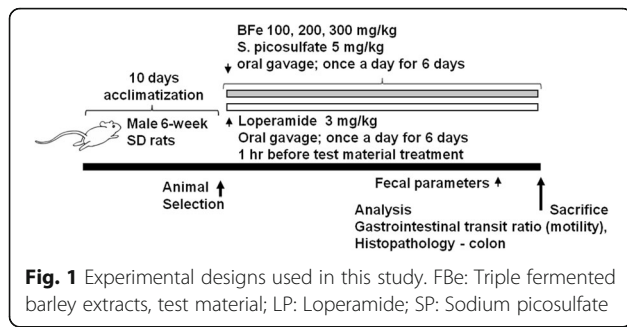 BFe 100, 200, 300 mg/kg
S. picosulfate 5 mg/kg
oral gavage; once a day for 6 days
10 days
acclimatization
Male 6-week
SD rats
Loperamide 3 mg/kg
Oral gavage; once a day for 6 days
1 hr before test material treatment
Animal
Selection
Fecal parameters
Analysis
Sacrifice
Gastrointestinal transit ratio (motility),
Histopathology - colon
Fig. 1 Experimental designs used in this study. FBe: Triple fermented
barley extracts, test material; LP: Loperamide; SP: Sodium picosulfate